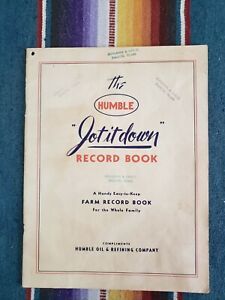 the
HUMBLE
"Jot it down"
RECORD BOOK
A Handy Easy-to-Keep
FARM RECORD BOOK
For the Whole Family
COMPLIMENTS
HUMBLE OIL & REFINING COMPANY